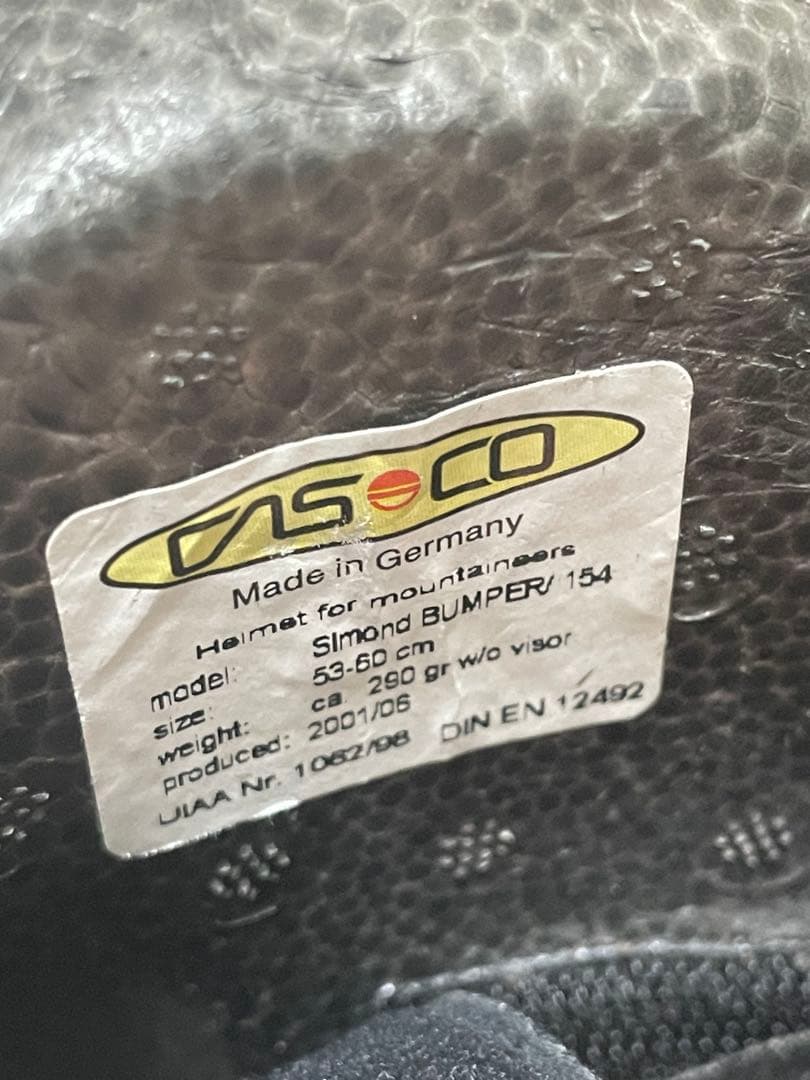 CASCO
Made in Germany
Helmet for mountaineers
model: Simond BUMPER/ 154
size: 53-60 cm
weight: ca. 290 gr w/o visor
produced: 2001/06
UIAA Nr. 1062/98 DIN EN 12492